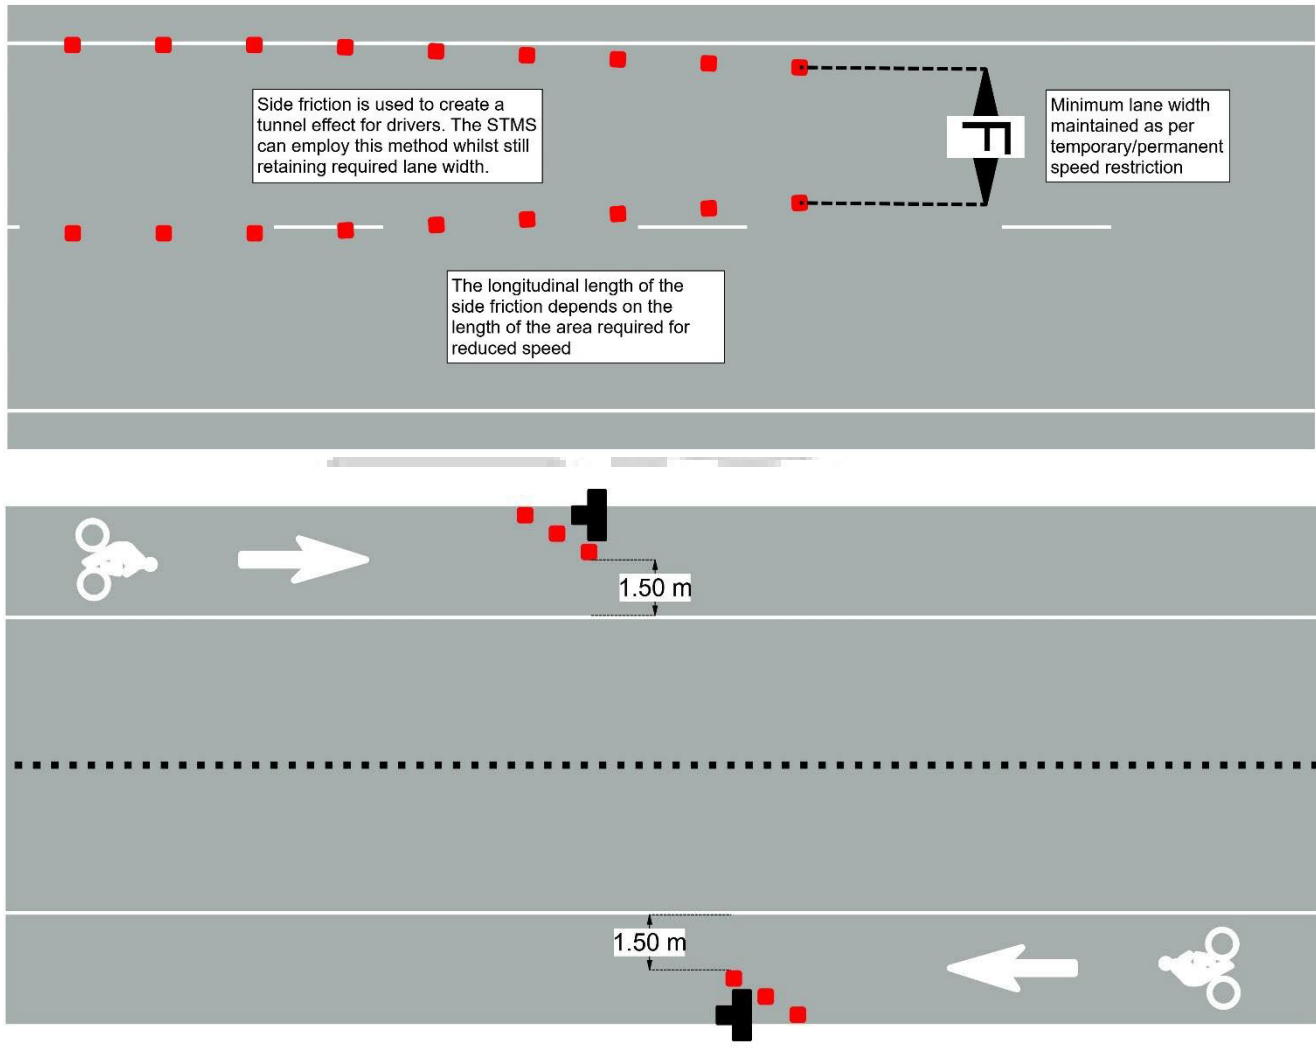 Side friction is used to create a
tunnel effect for drivers. The STMS
can employ this method whilst still
retaining required lane width.
F
Minimum lane width
maintained as per
temporary/permanent
speed restriction
The longitudinal length of the
side friction depends on the
length of the area required for
reduced speed
1.50 m
1.50 m